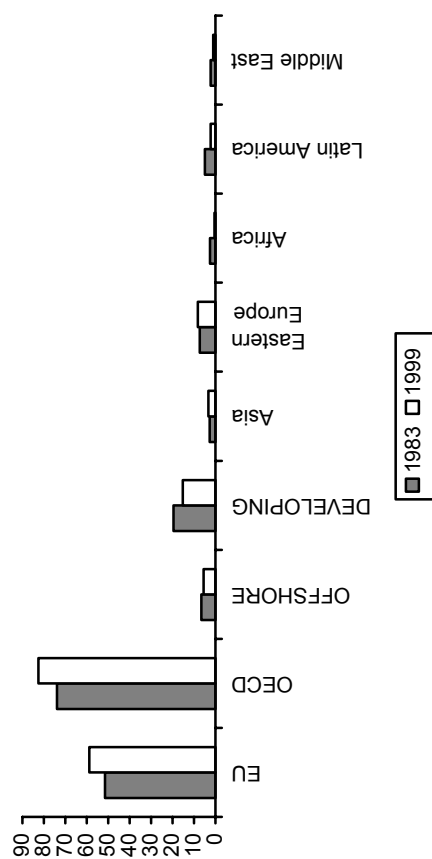 90
80
70
60
50
40
30
20
10
0
EU
OECD
OFFSHORE
DEVELOPING
Asia
Eastern
Europe
Africa
Latin America
Middle East
1983 1999